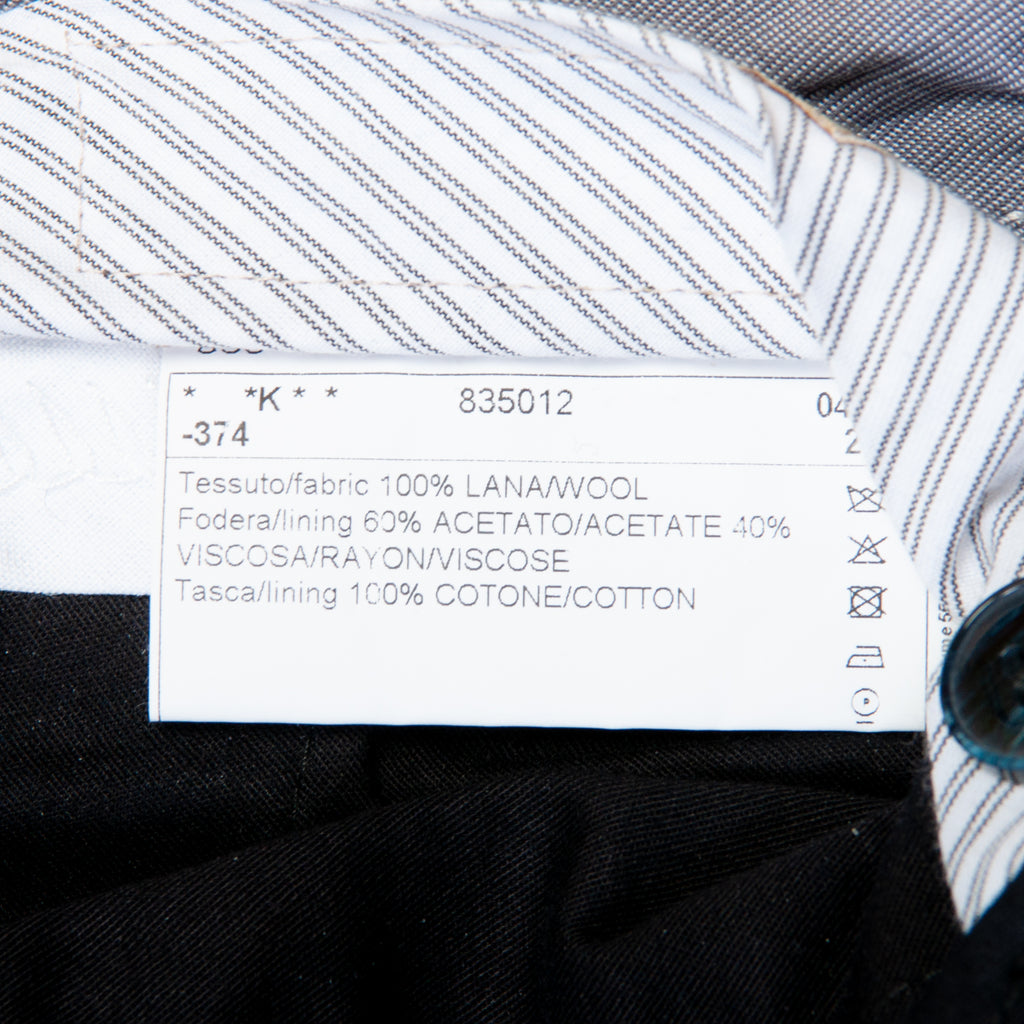 * *K * * 835012 04
-374 2
Tessuto/fabric 100% LANA/WOOL
Fodera/lining 60% ACETATO/ACETATE 40%
VISCOSA/RAYON/VISCOSE
Tasca/lining 100% COTONE/COTTON